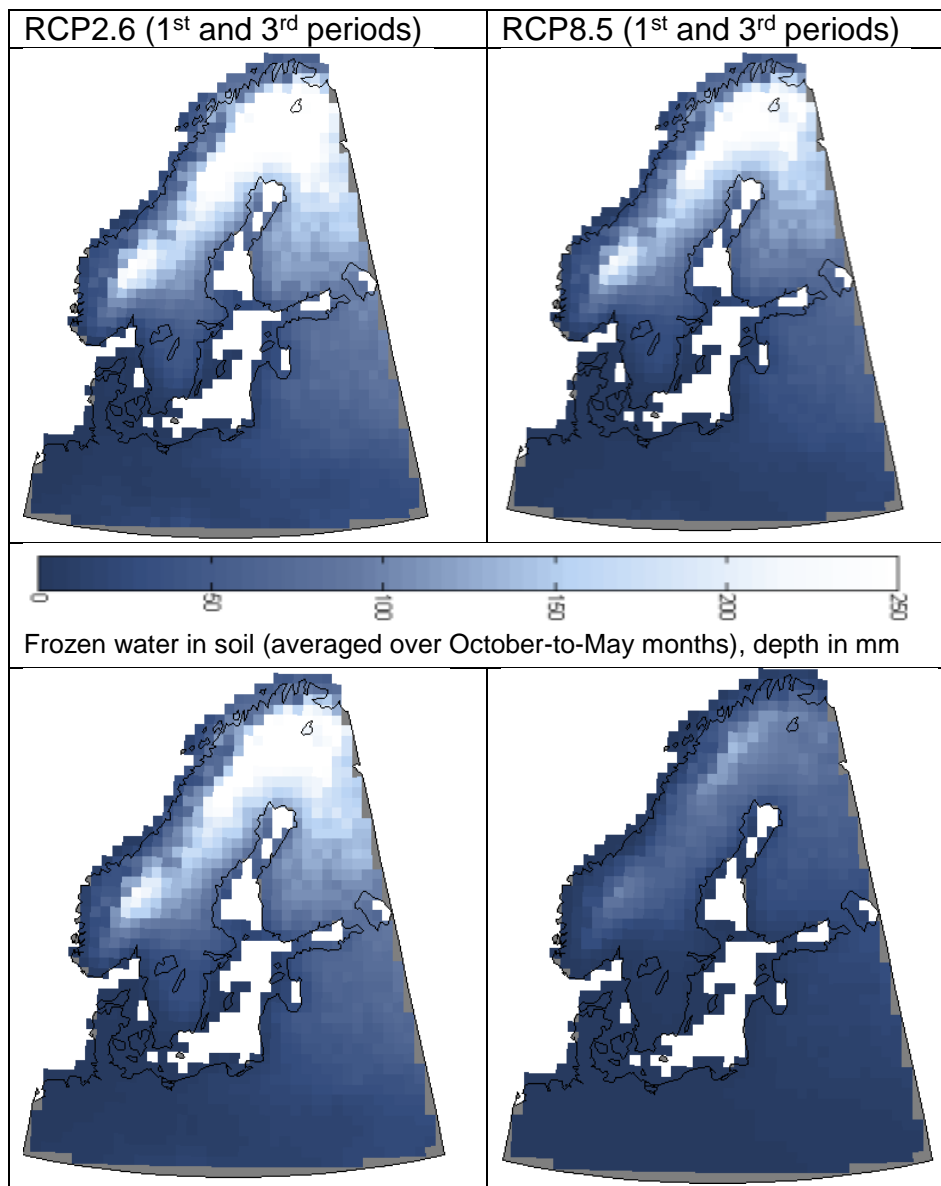 RCP2.6 (1st and 3rd periods)
RCP8.5 (1st and 3rd periods)
0 50 100 150 200 250
Frozen water in soil (averaged over October-to-May months), depth in mm